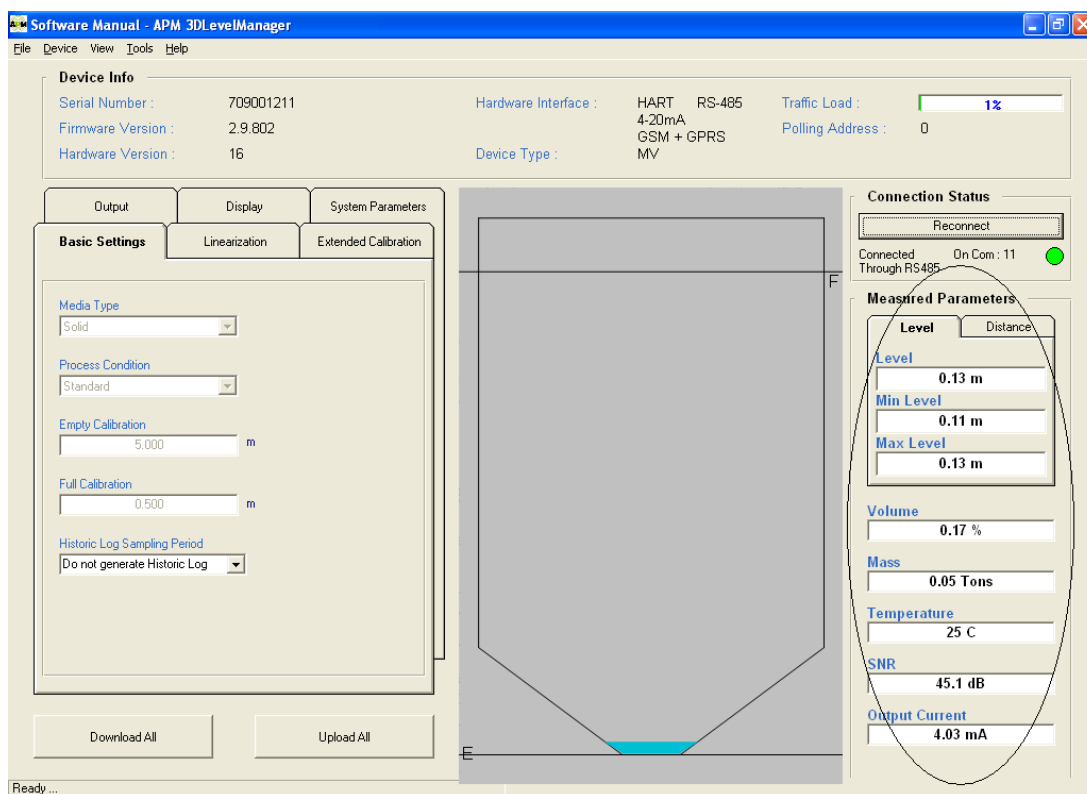 APM Software Manual - APM 3DLevelManager
File Device View Tools Help
Device Info
Serial Number : 709001211 Hardware Interface : HART RS-485 Traffic Load : 1%
Firmware Version : 2.9.802 4-20mA Polling Address : 0
GSM + GPRS
Hardware Version : 16 Device Type : MV
Output Display System Parameters
Basic Settings Linearization Extended Calibration
Media Type
Solid
Process Condition
Standard
Empty Calibration
5.000 m
Full Calibration
0.500 m
Historic Log Sampling Period
Do not generate Historic Log
Download All Upload All
F
E
Connection Status
Reconnect
Connected On Com : 11
Through RS485
Measured Parameters
Level Distance
Level
0.13 m
Min Level
0.11 m
Max Level
0.13 m
Volume
0.17 %
Mass
0.05 Tons
Temperature
25 C
SNR
45.1 dB
Output Current
4.03 mA
Ready ...